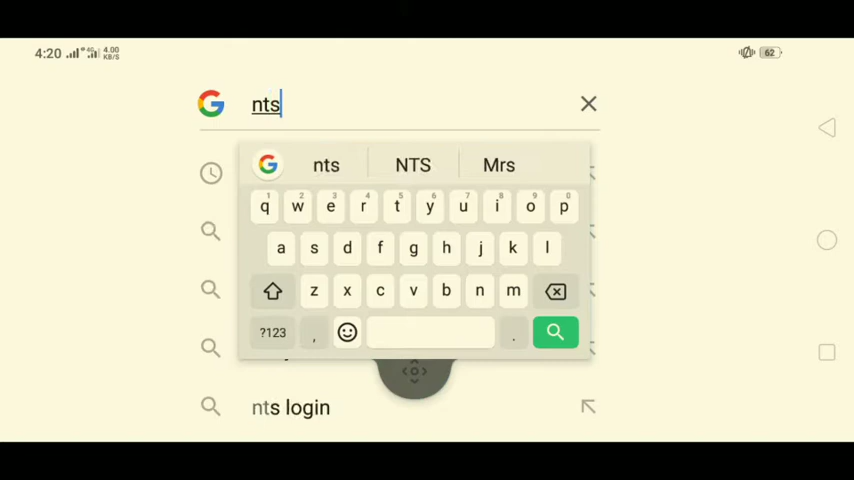 4:20 4G 4.00 KB/S 62
nts
nts NTS Mrs
1 2 3 4 5 6 7 8 9 0
q w e r t y u i o p
a s d f g h j k l
z x c v b n m
?123 , .
nts login